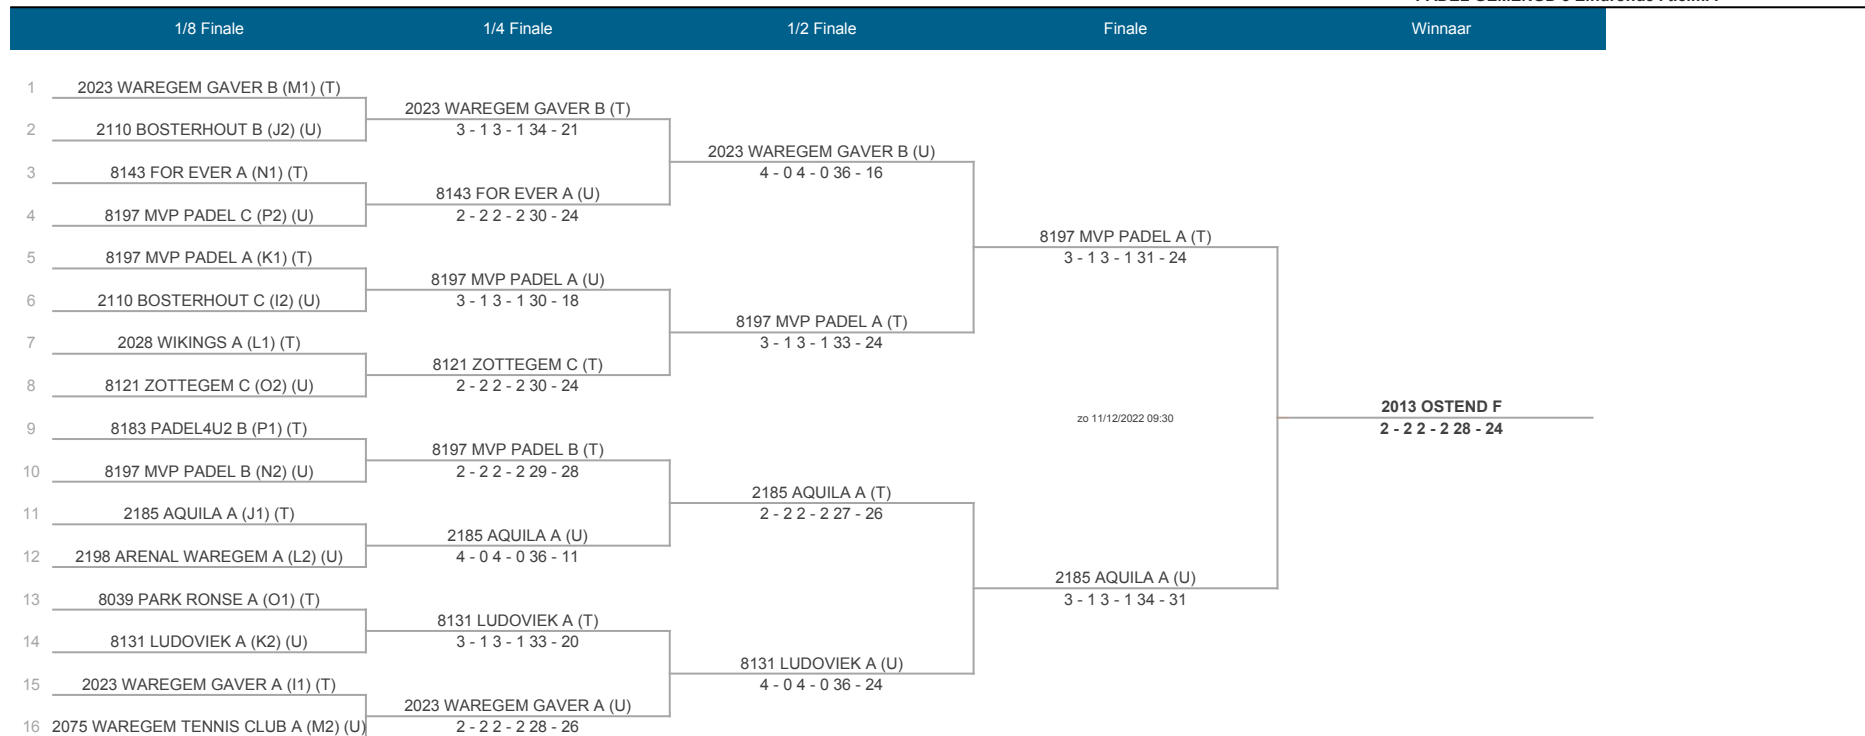 1/8 Finale 1/4 Finale 1/2 Finale Finale Winnaar
1 2023 WAREGEM GAVER B (M1) (T)
2023 WAREGEM GAVER B (T)
2 2110 BOSTERHOUT B (J2) (U)
3 - 1 3 - 1 34 - 21
2023 WAREGEM GAVER B (U)
3 8143 FOR EVER A (N1) (T)
4 - 0 4 - 0 36 - 16
8143 FOR EVER A (U)
4 8197 MVP PADEL C (P2) (U)
2 - 2 2 - 2 30 - 24
8197 MVP PADEL A (T)
5 8197 MVP PADEL A (K1) (T)
3 - 1 3 - 1 31 - 24
8197 MVP PADEL A (U)
6 2110 BOSTERHOUT C (I2) (U)
3 - 1 3 - 1 30 - 18
8197 MVP PADEL A (T)
7 2028 WIKINGS A (L1) (T)
3 - 1 3 - 1 33 - 24
8121 ZOTTEGEM C (T)
8 8121 ZOTTEGEM C (O2) (U)
2 - 2 2 - 2 30 - 24
2013 OSTEND F
zo 11/12/2022 09:30
9 8183 PADEL4U2 B (P1) (T)
2 - 2 2 - 2 28 - 24
8197 MVP PADEL B (T)
10 8197 MVP PADEL B (N2) (U)
2 - 2 2 - 2 29 - 28
2185 AQUILA A (T)
11 2185 AQUILA A (J1) (T)
2 - 2 2 - 2 27 - 26
2185 AQUILA A (U)
12 2198 ARENAL WAREGEM A (L2) (U)
4 - 0 4 - 0 36 - 11
2185 AQUILA A (U)
13 8039 PARK RONSE A (O1) (T)
3 - 1 3 - 1 34 - 31
8131 LUDOVIEK A (T)
14 8131 LUDOVIEK A (K2) (U)
3 - 1 3 - 1 33 - 20
8131 LUDOVIEK A (U)
15 2023 WAREGEM GAVER A (I1) (T)
4 - 0 4 - 0 36 - 24
2023 WAREGEM GAVER A (U)
16 2075 WAREGEM TENNIS CLUB A (M2) (U)
2 - 2 2 - 2 28 - 26